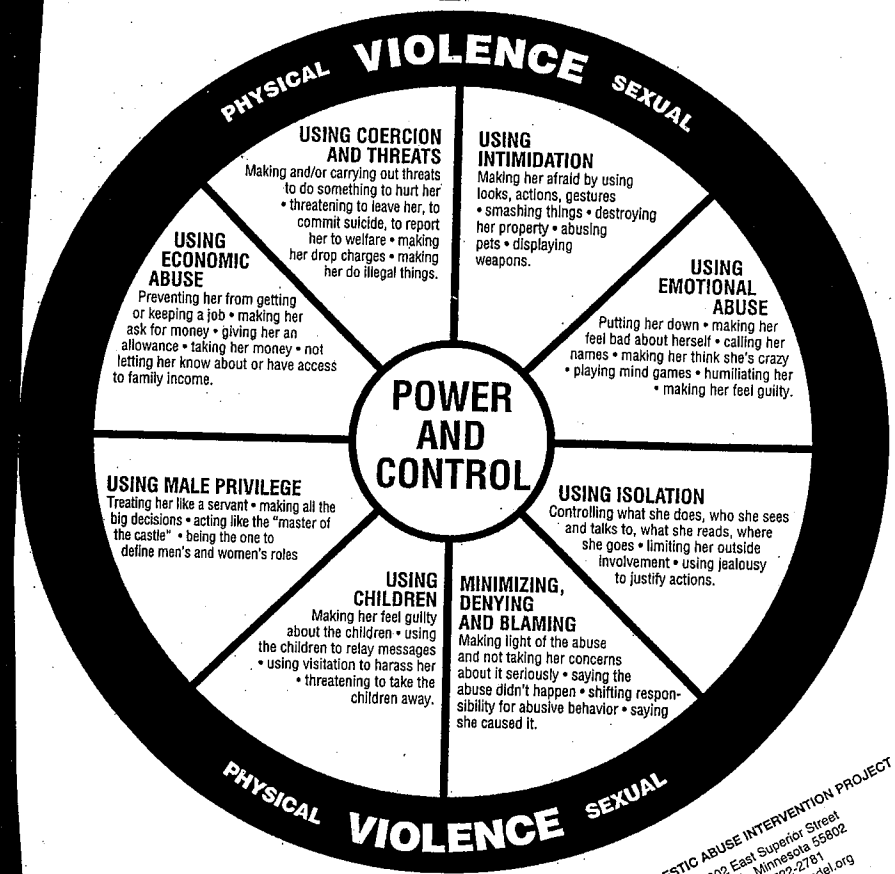 PHYSICAL VIOLENCE SEXUAL
USING COERCION
AND THREATS
Making and/or carrying out threats
to do something to hurt her
• threatening to leave her, to
commit suicide, to report
her to welfare • making
her drop charges • making
her do illegal things.
USING
INTIMIDATION
Making her afraid by using
looks, actions, gestures
• smashing things • destroying
her property • abusing
pets • displaying
weapons.
USING
ECONOMIC
ABUSE
Preventing her from getting
or keeping a job • making her
ask for money • giving her an
allowance • taking her money • not
letting her know about or have access
to family income.
USING
EMOTIONAL
ABUSE
Putting her down • making her
feel bad about herself • calling her
names • making her think she's crazy
• playing mind games • humiliating her
• making her feel guilty.
POWER
AND
CONTROL
USING MALE PRIVILEGE
Treating her like a servant • making all the
big decisions • acting like the "master of
the castle" • being the one to
define men's and women's roles
USING ISOLATION
Controlling what she does, who she sees
and talks to, what she reads, where
she goes • limiting her outside
involvement • using jealousy
to justify actions.
USING
CHILDREN
Making her feel guilty
about the children • using
the children to relay messages
• using visitation to harass her
• threatening to take the
children away.
MINIMIZING,
DENYING
AND BLAMING
Making light of the abuse
and not taking her concerns
about it seriously • saying the
abuse didn't happen • shifting respon-
sibility for abusive behavior • saying
she caused it.
PHYSICAL VIOLENCE SEXUAL
ABUSE INTERVENTION PROJECT
East Superior Street
Minnesota 55802
2781